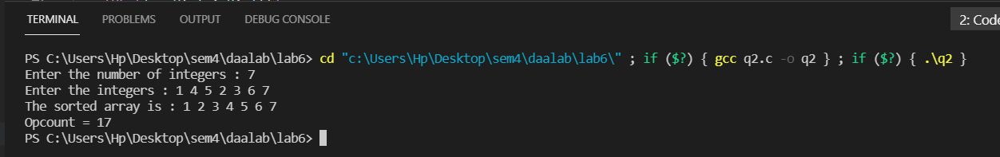 TERMINAL PROBLEMS OUTPUT DEBUG CONSOLE 2: Code
PS C:\Users\Hp\Desktop\sem4\daalab\lab6> cd "c:\Users\Hp\Desktop\sem4\daalab\lab6\" ; if ($?) { gcc q2.c -o q2 } ; if ($?) { .\q2 }
Enter the number of integers : 7
Enter the integers : 1 4 5 2 3 6 7
The sorted array is : 1 2 3 4 5 6 7
Opcount = 17
PS C:\Users\Hp\Desktop\sem4\daalab\lab6>